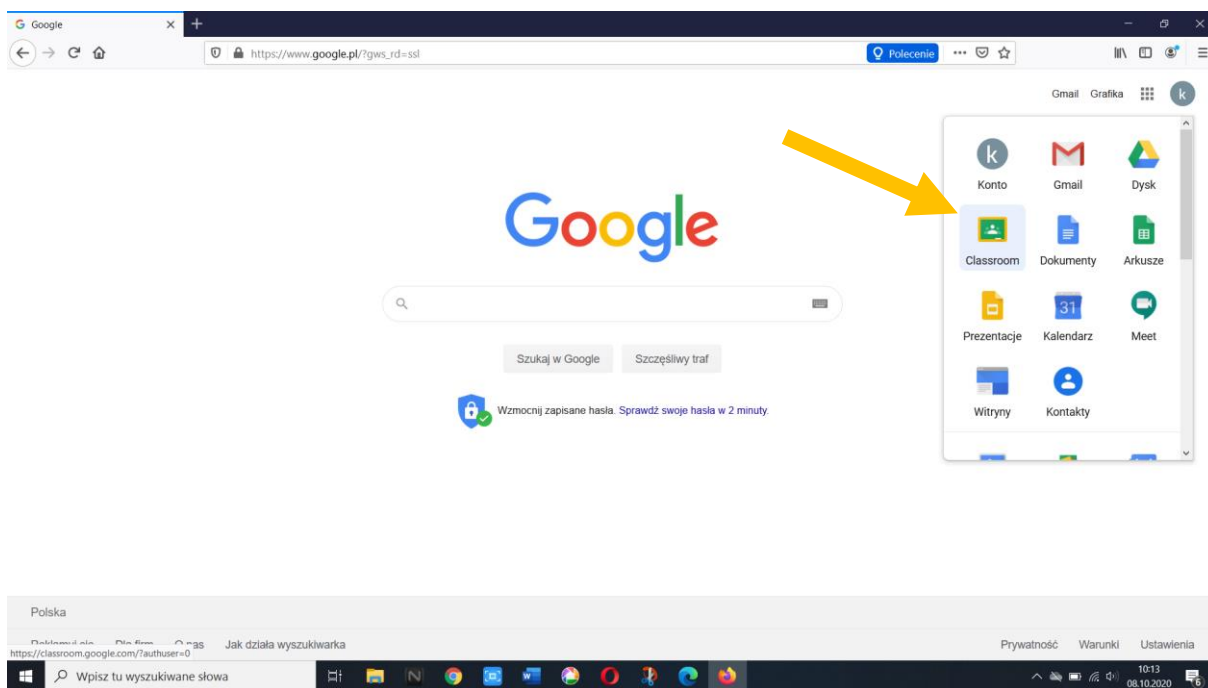 Google
https://www.google.pl/?gws_rd=ssl
Polecenie
Gmail Grafika
k
k
Konto Gmail Dysk
Google
Classroom Dokumenty Arkusze
31
Prezentacje Kalendarz Meet
Szukaj w Google Szczęśliwy traf
Wzmocnij zapisane hasła. Sprawdź swoje hasła w 2 minuty.
Witryny Kontakty
Polska
Jak działa wyszukiwarka Prywatność Warunki Ustawienia
https://classroom.google.com/?authuser=0
Wpisz tu wyszukiwane słowa
10:13
08.10.2020
6